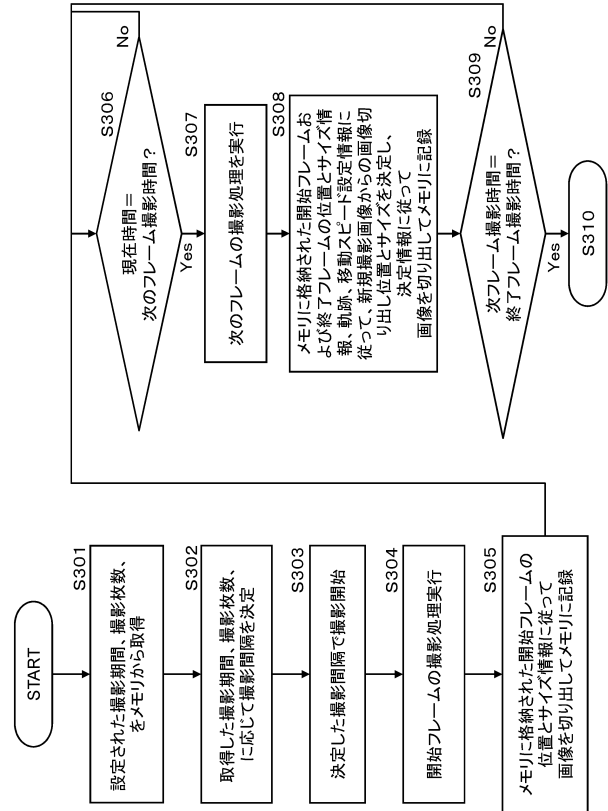 START
S301
設定された撮影期間、撮影枚数、
をメモリから取得
S302
取得した撮影期間、撮影枚数、
に応じて撮影間隔を決定
S303
決定した撮影間隔で撮影開始
S304
開始フレームの撮影処理実行
S305
メモリに格納された開始フレームの
位置とサイズ情報に従って
画像を切り出してメモリに記録
S306
現在時間＝
次のフレーム撮影時間？
No
Yes
S307
次のフレームの撮影処理を実行
S308
メモリに格納された開始フレームお
よび終了フレームの位置とサイズ情
報、軌跡、移動スピード設定情報に
従って、新規撮影画像からの画像切
り出し位置とサイズを決定し、
決定情報に従って
画像を切り出してメモリに記録
S309
次フレーム撮影時間＝
終了フレーム撮影時間？
No
Yes
S310